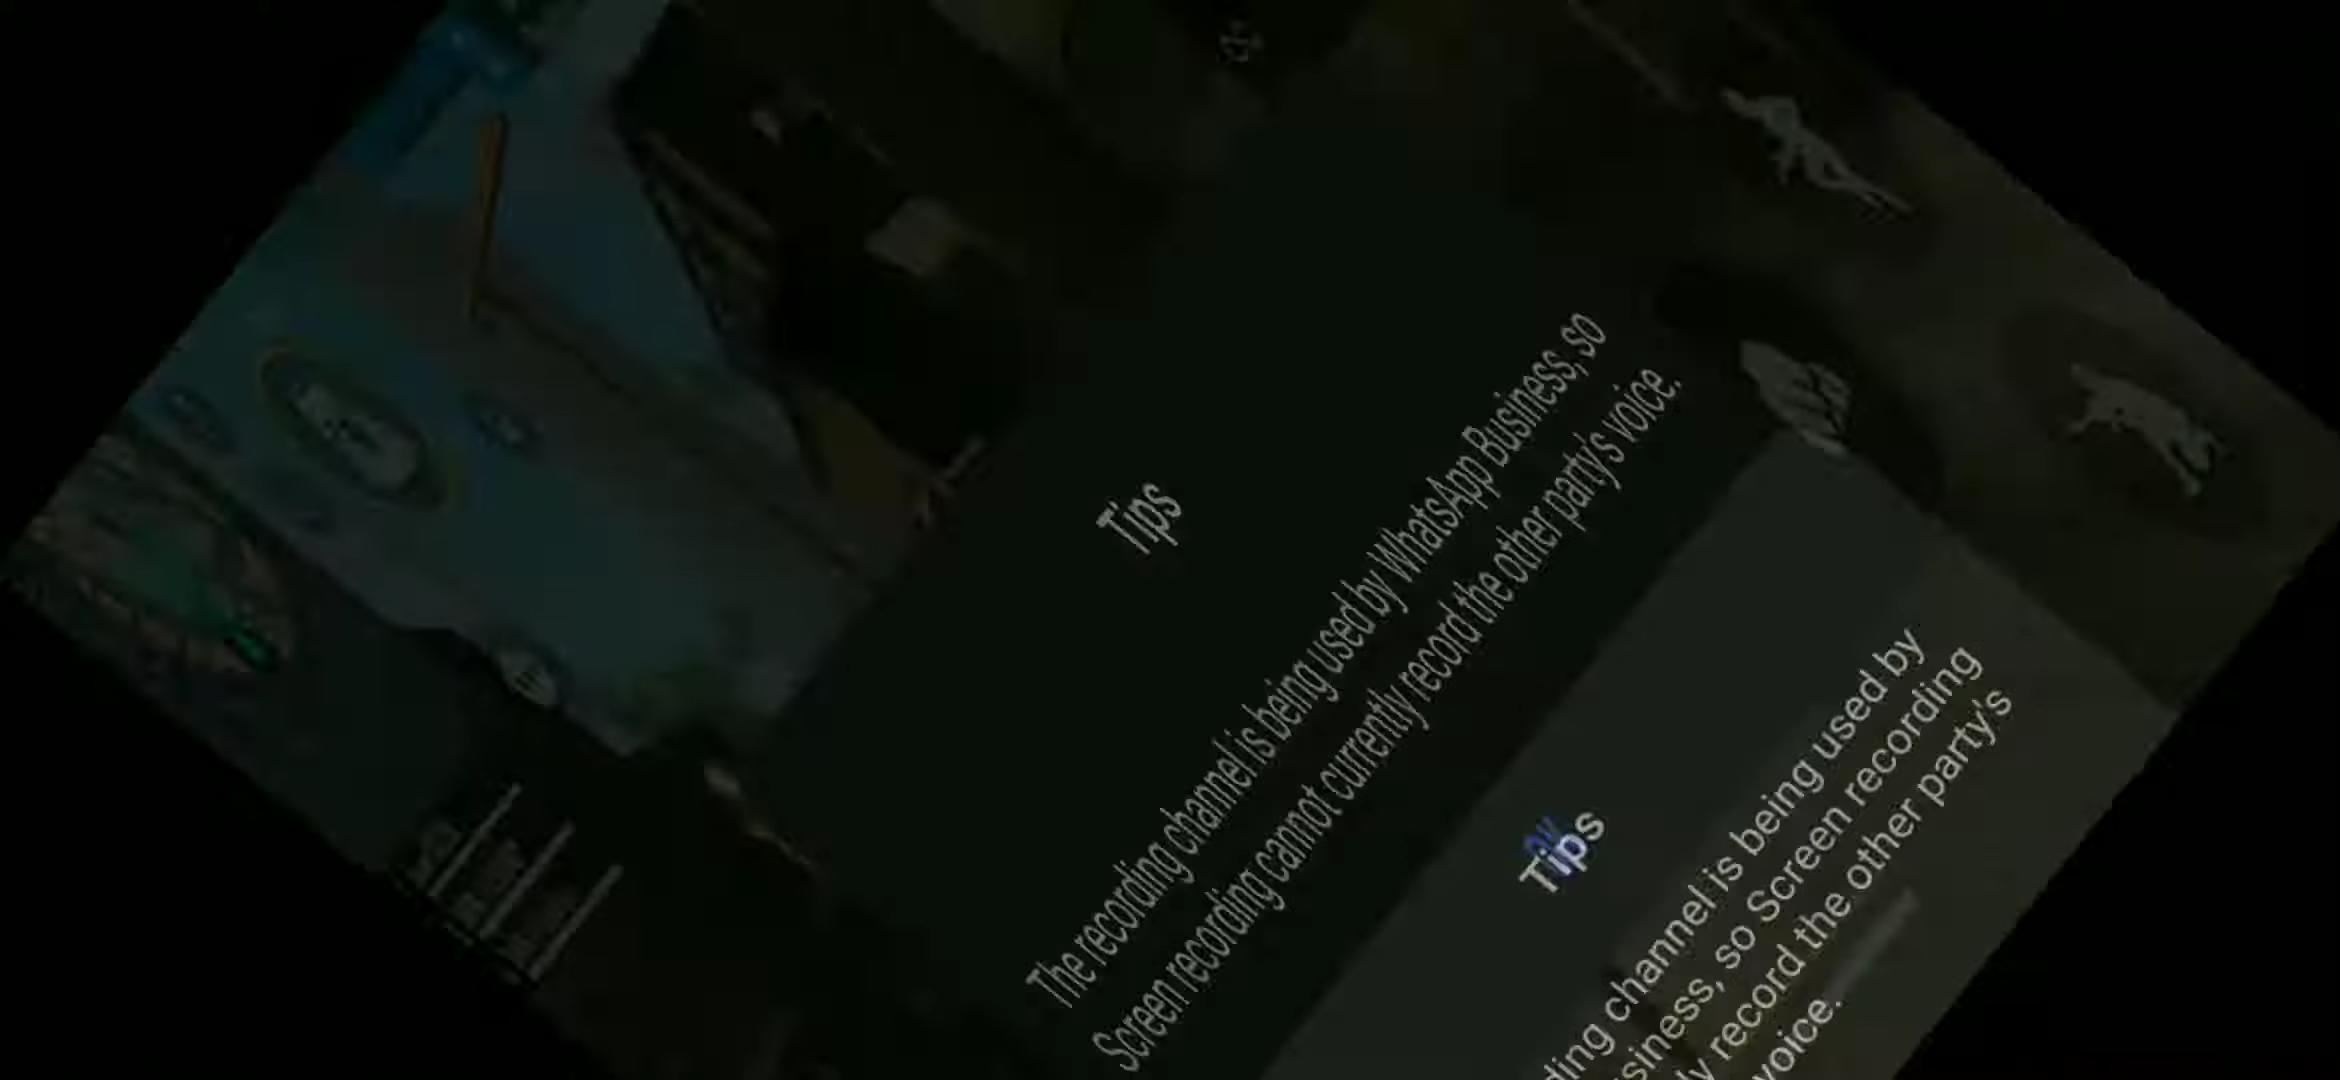 Tips
The recording channel is being used by WhatsApp Business, so
Screen recording cannot currently record the other party's voice.
Tips
ding channel is being used by
siness, so Screen recording
ly record the other party's
voice.